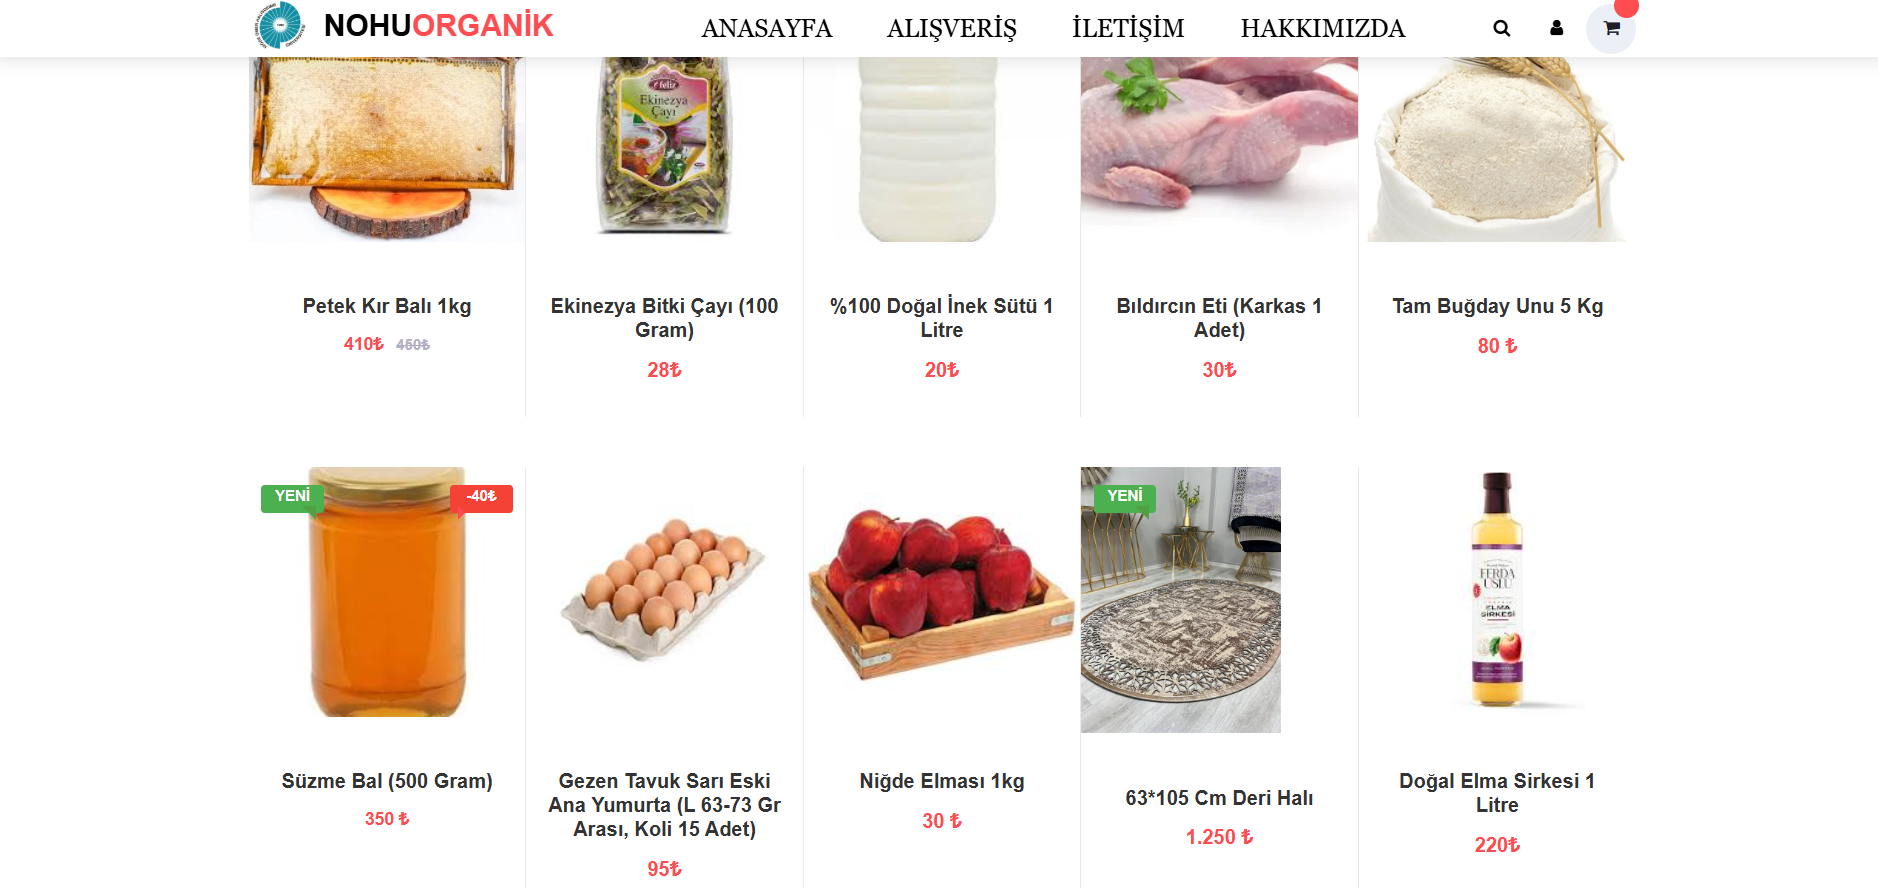 NOHUORGANİK
ANASAYFA
ALIŞVERİŞ
İLETİŞİM
HAKKIMIZDA
feliz
Ekinezya
Çayı
Petek Kır Balı 1kg
410₺ 450₺
Ekinezya Bitki Çayı (100
Gram)
28₺
%100 Doğal İnek Sütü 1
Litre
20₺
Bıldırcın Eti (Karkas 1
Adet)
30₺
Tam Buğday Unu 5 Kg
80 ₺
YENİ
-40₺
Süzme Bal (500 Gram)
350 ₺
Gezen Tavuk Sarı Eski
Ana Yumurta (L 63-73 Gr
Arası, Koli 15 Adet)
95₺
Niğde Elması 1kg
30 ₺
YENİ
63*105 Cm Deri Halı
1.250 ₺
FERDA
USLU
ELMA
SİRKESİ
Doğal Elma Sirkesi 1
Litre
220₺